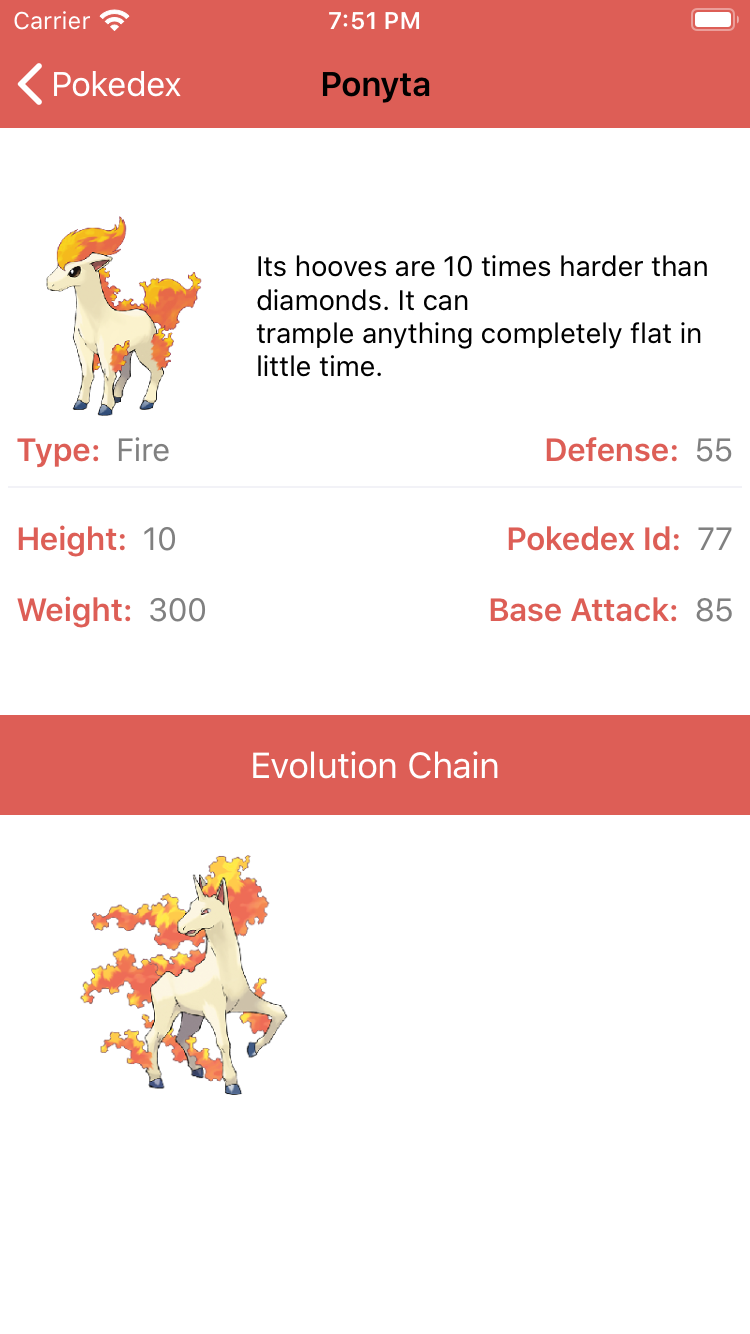 Carrier 7:51 PM
Pokedex Ponyta
Its hooves are 10 times harder than
diamonds. It can
trample anything completely flat in
little time.
Type: Fire Defense: 55
Height: 10 Pokedex Id: 77
Weight: 300 Base Attack: 85
Evolution Chain